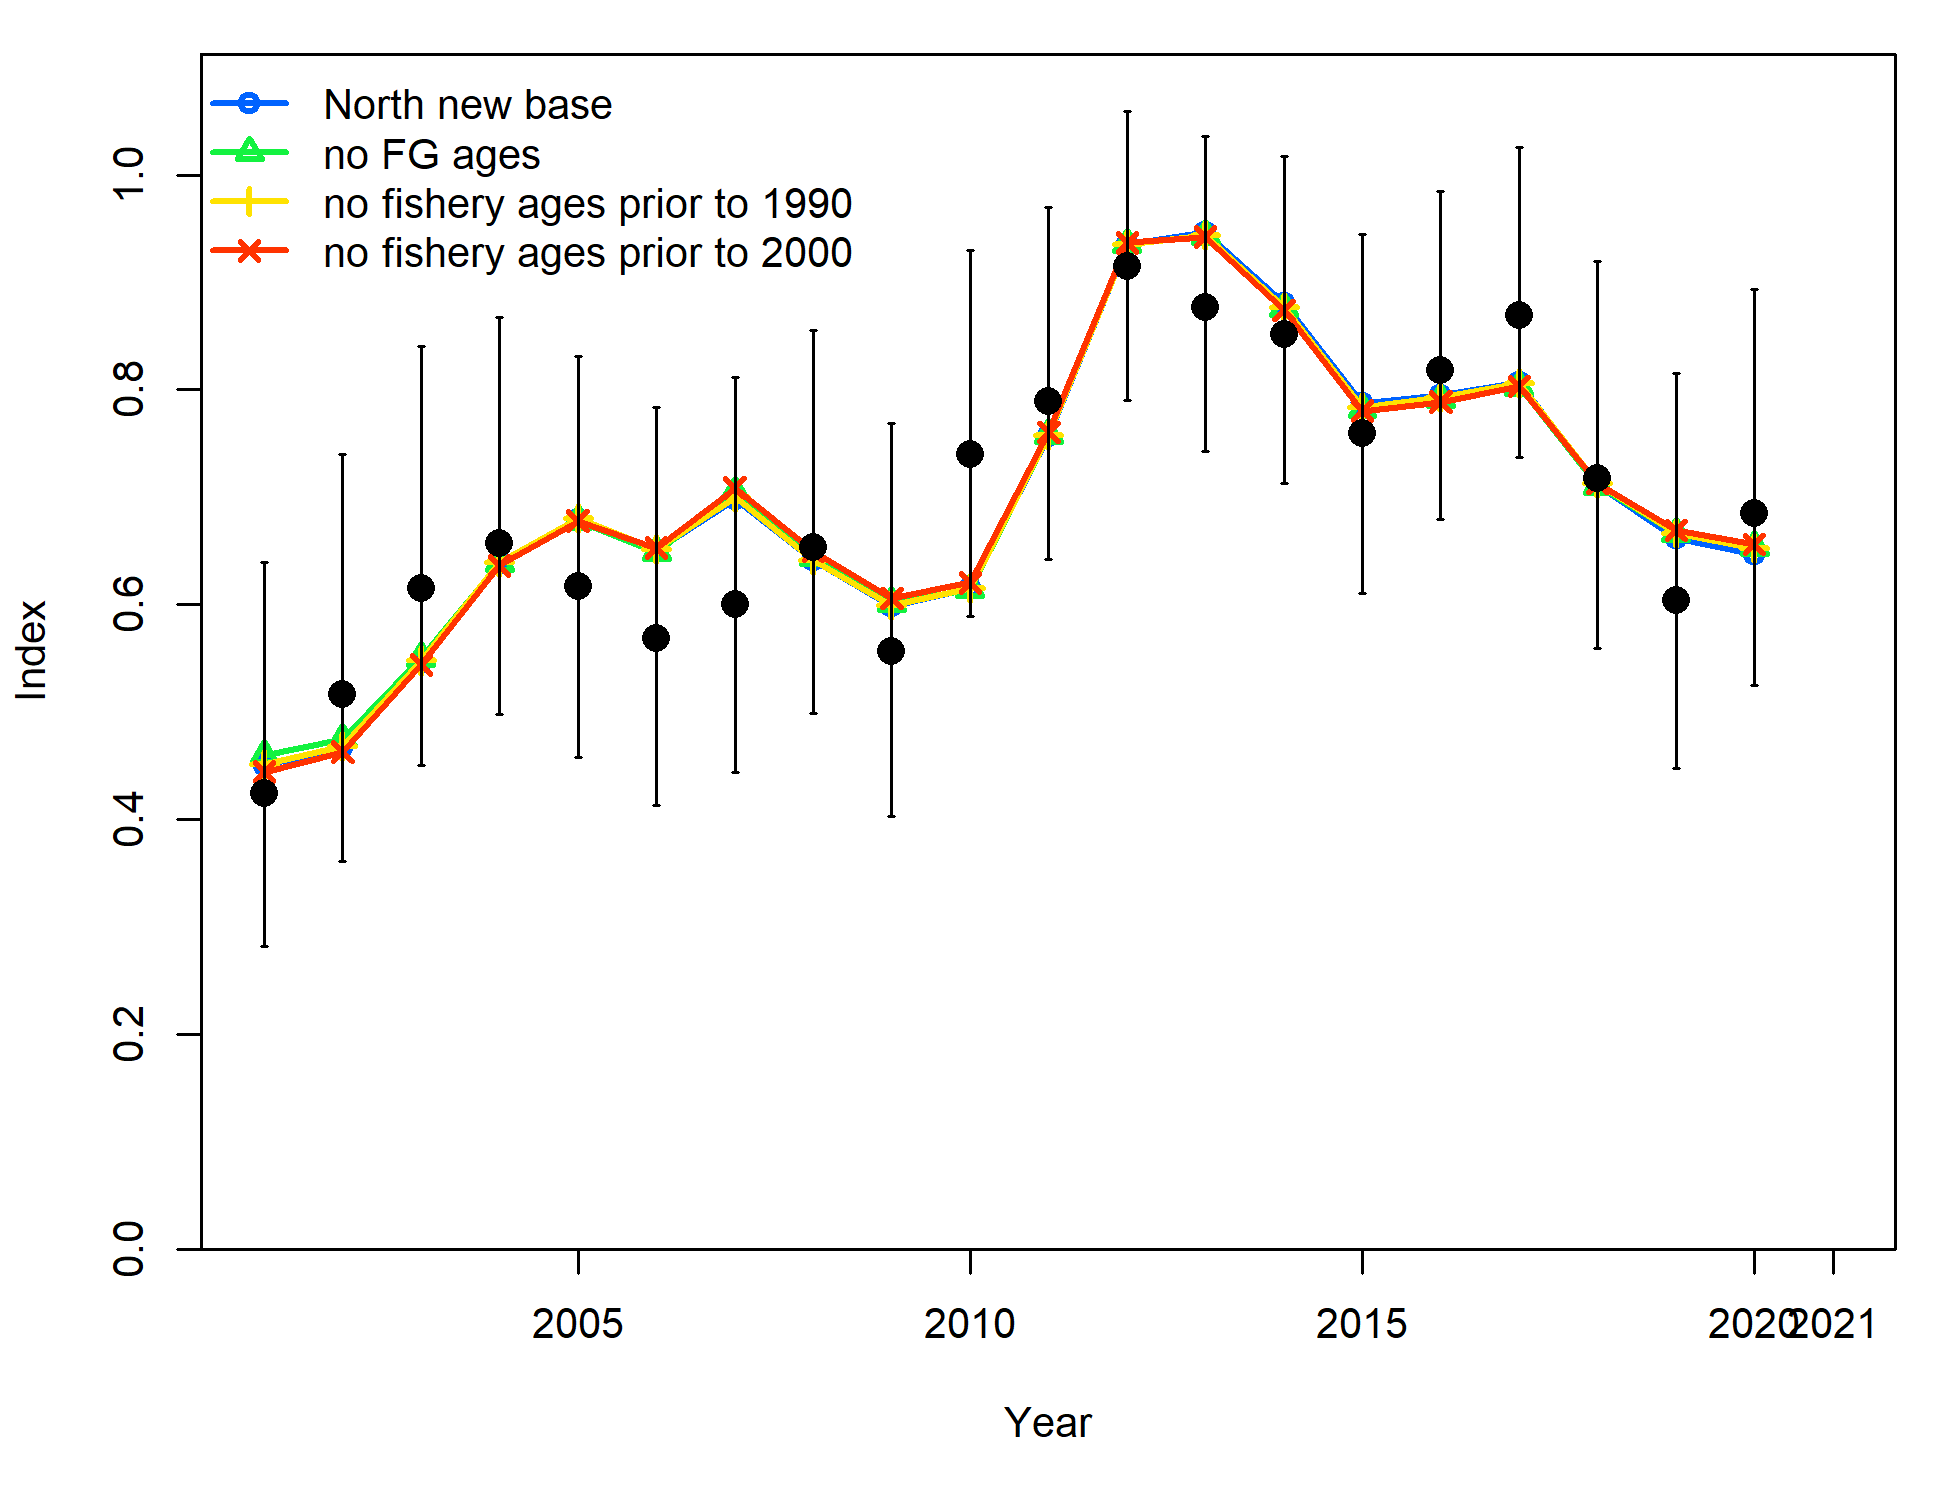 North new base
no FG ages
no fishery ages prior to 1990
no fishery ages prior to 2000
1.0
0.8
0.6
0.4
0.2
0.0
Index
2005 2010 2015 2020 2021
Year